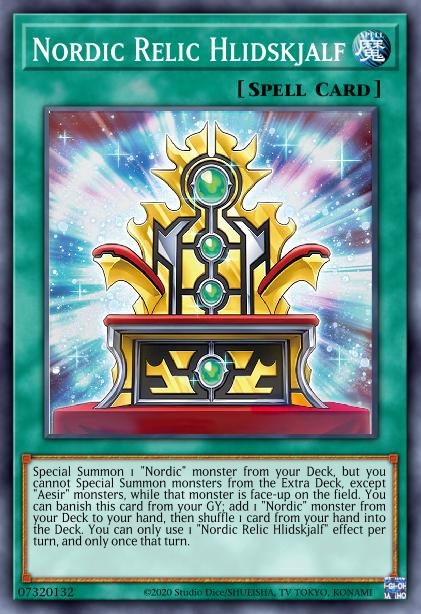 Nordic Relic Hlidskjalf
SPELL
魔
[Spell Card]
Special Summon 1 "Nordic" monster from your Deck, but you
cannot Special Summon monsters from the Extra Deck, except
"Aesir" monsters, while that monster is face-up on the field. You
can banish this card from your GY; add 1 "Nordic" monster from
your Deck to your hand, then shuffle 1 card from your hand into
the Deck. You can only use 1 "Nordic Relic Hlidskjalf" effect per
turn, and only once that turn.
07320132
©2020 Studio Dice/SHUEISHA, TV TOKYO, KONAMI